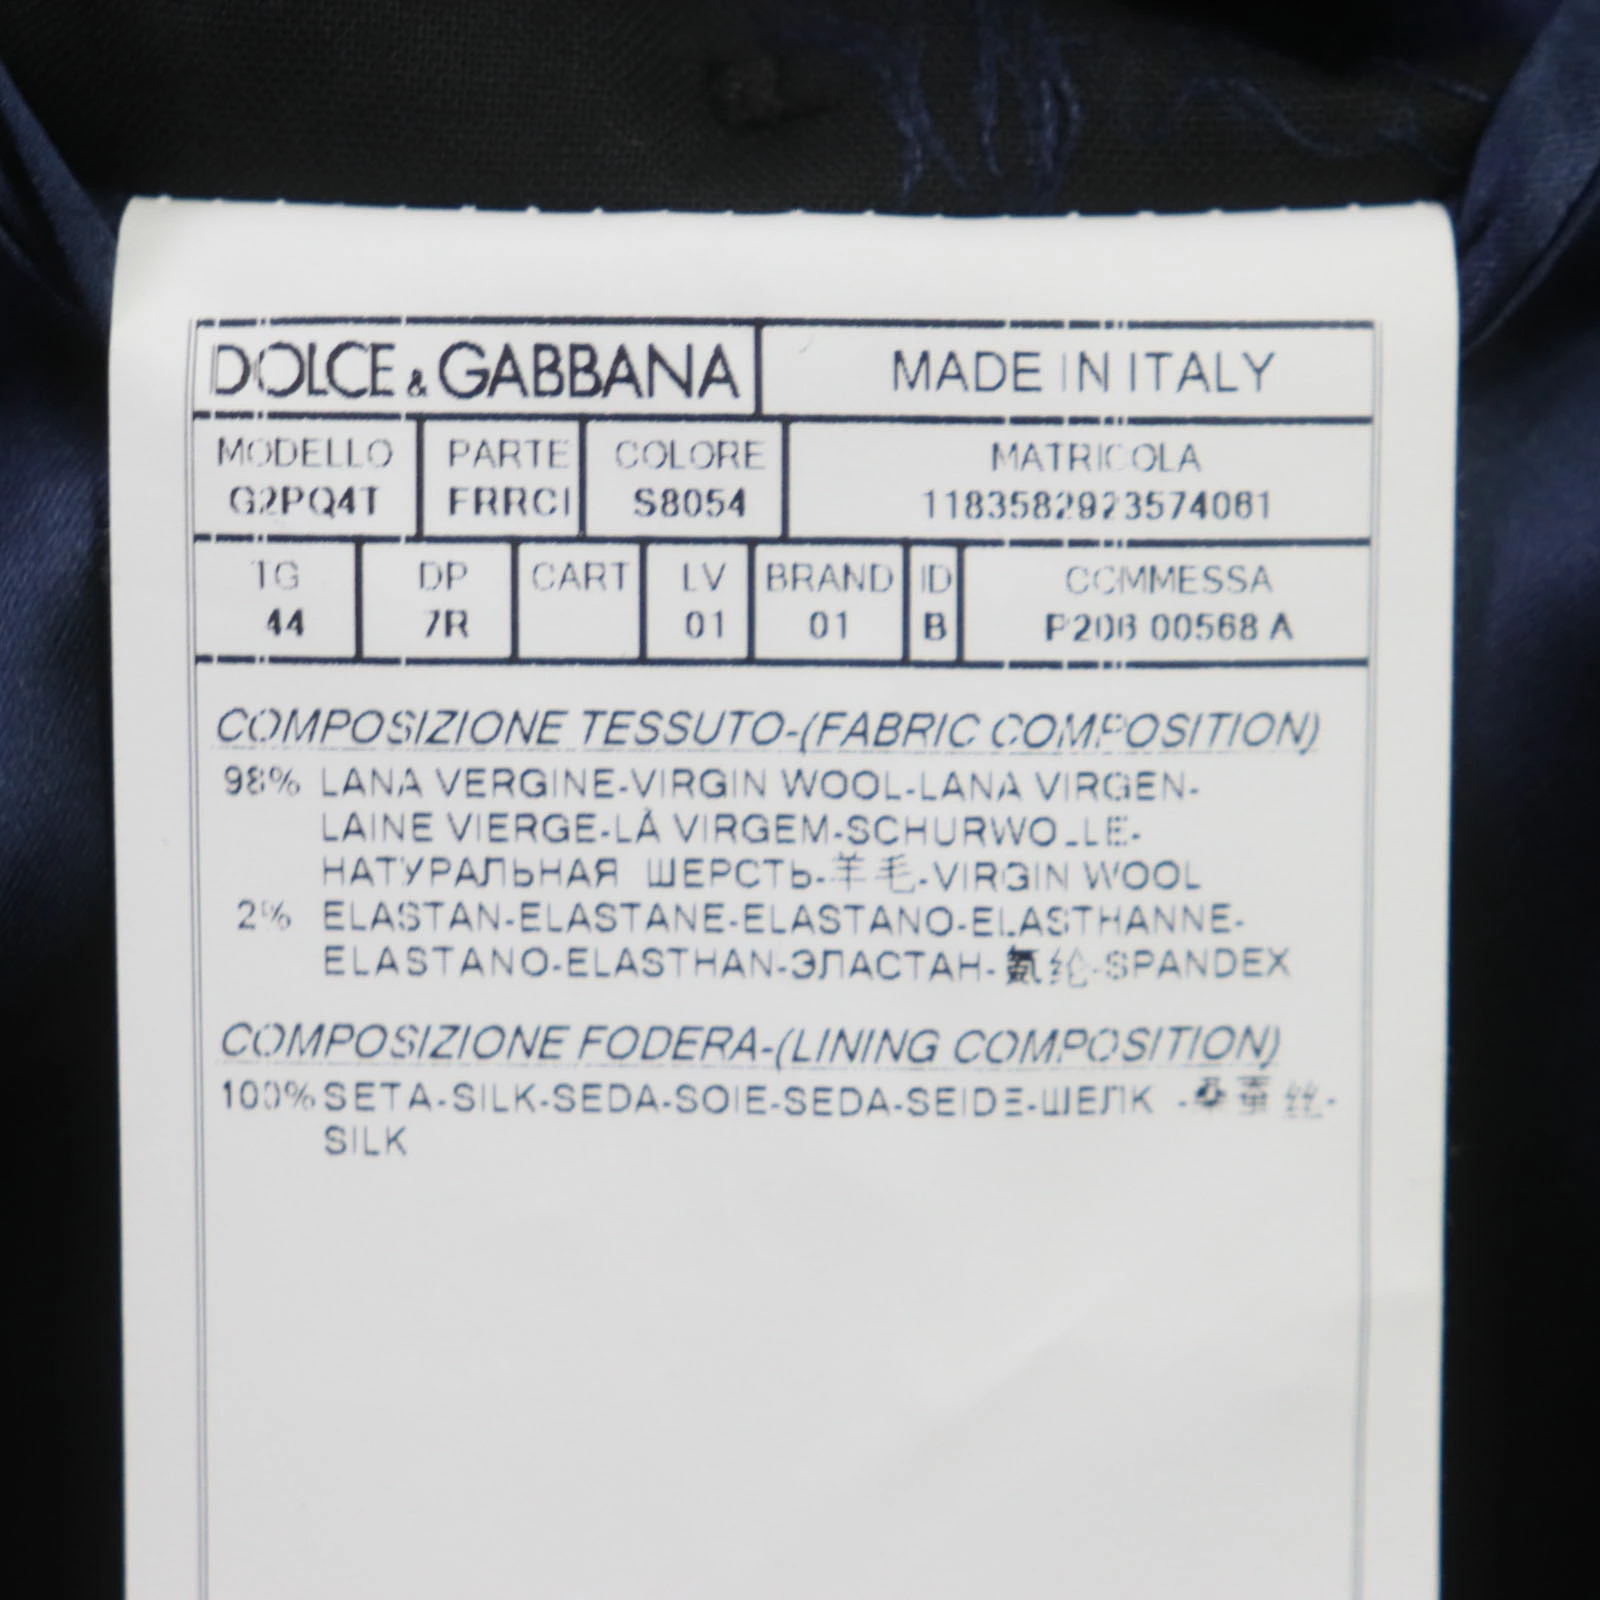 DOLCE & GABBANA MADE IN ITALY
MODELLO PARTE COLORE MATRICOLA
G2PQ4T FRRCI S8054 1183582923574061
TG DP CART LV BRAND ID COMMESSA
44 7R 01 01 B P206 00568 A
COMPOSIZIONE TESSUTO-(FABRIC COMPOSITION)
98% LANA VERGINE-VIRGIN WOOL-LANA VIRGEN-
LAINE VIERGE-LÀ VIRGEM-SCHURWOLLE-
НАТУРАЛЬНАЯ ШЕРСТЬ-羊毛-VIRGIN WOOL
2% ELASTAN-ELASTANE-ELASTANO-ELASTHANNE-
ELASTANO-ELASTHAN-ЭЛАСТАН-氨纶-SPANDEX
COMPOSIZIONE FODERA-(LINING COMPOSITION)
100% SETA-SILK-SEDA-SOIE-SEDA-SEIDE-ШЕЛК -桑蚕丝-
SILK